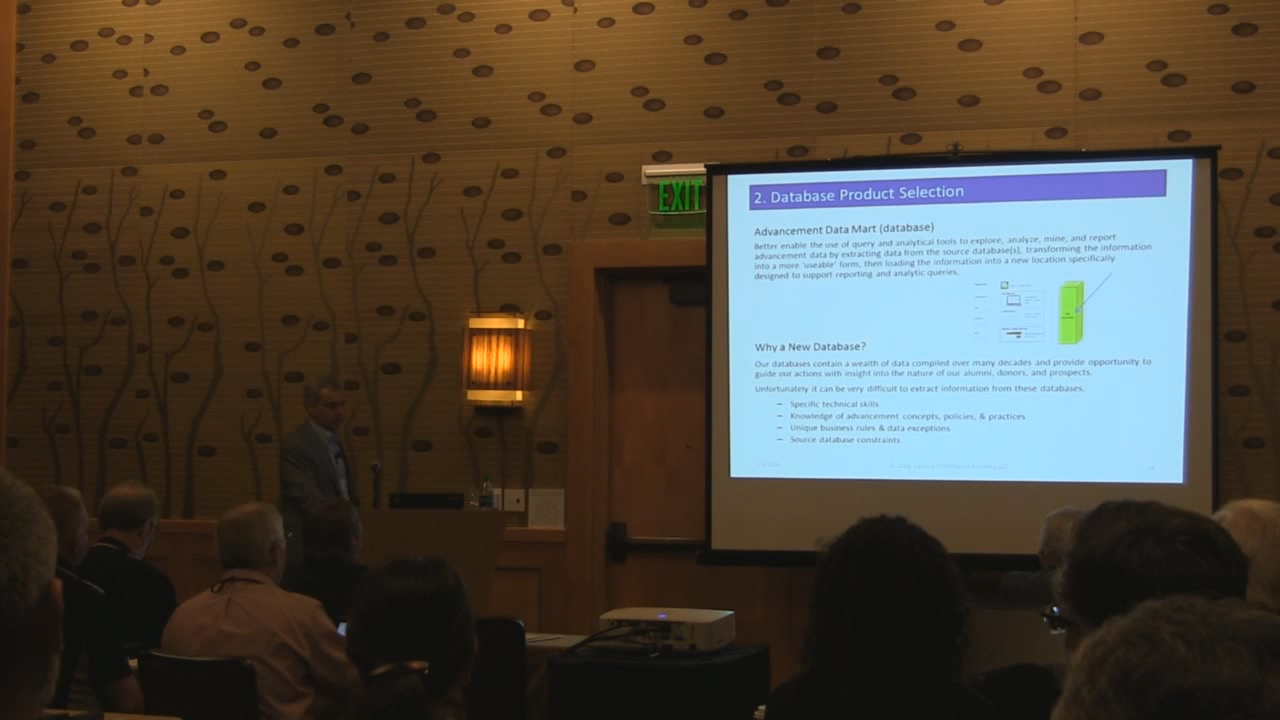 EXIT
2. Database Product Selection
Advancement Data Mart (database)
Better enable the use of query and analytical tools to explore, analyze, mine, and report
advancement data by extracting data from the source database(s), transforming the information
into a more 'useable' form, then loading the information into a new location specifically
designed to support reporting and analytic queries.
Why a New Database?
Our databases contain a wealth of data compiled over many decades and provide opportunity to
guide our actions with insight into the nature of our alumni, donors, and prospects.
Unfortunately it can be very difficult to extract information from these databases.
– Specific technical skills
– Knowledge of advancement concepts, policies, & practices
– Unique business rules & data exceptions
– Source database constraints